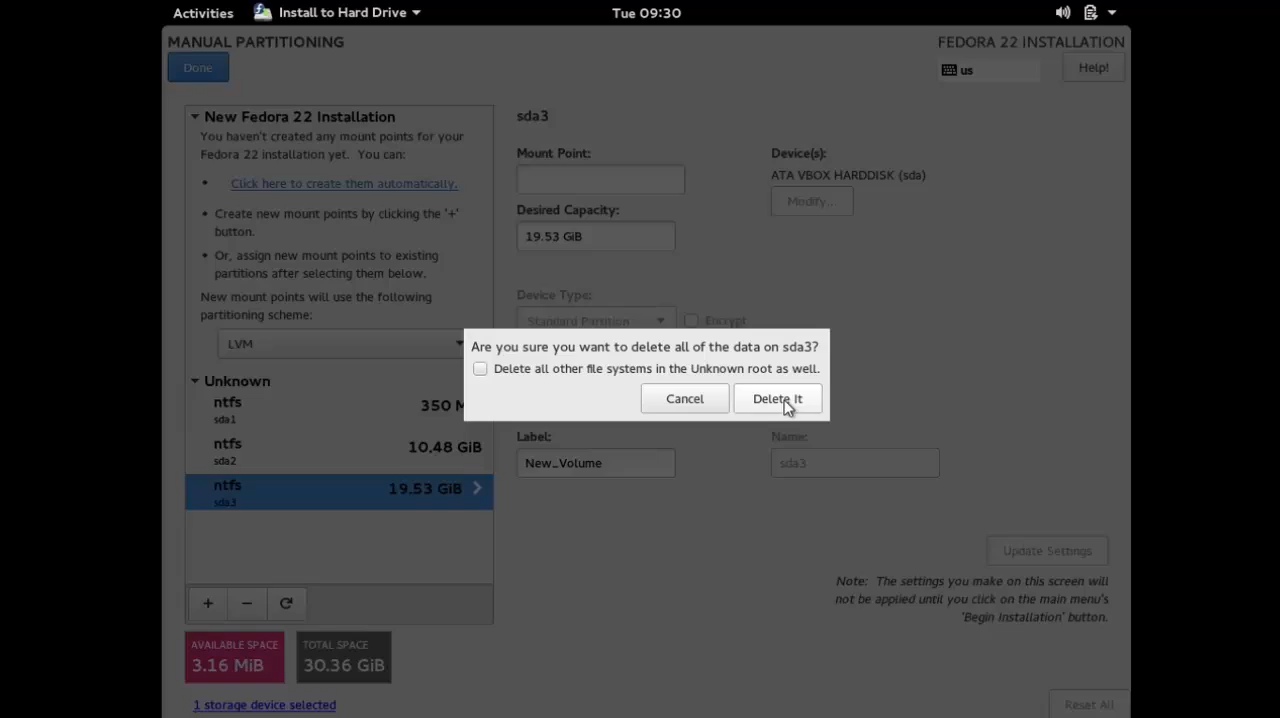 Activities Install to Hard Drive Tue 09:30
MANUAL PARTITIONING
Done
FEDORA 22 INSTALLATION
us
Help!
New Fedora 22 Installation
You haven't created any mount points for your
Fedora 22 installation yet. You can:
• Click here to create them automatically.
• Create new mount points by clicking the '+'
button.
• Or, assign new mount points to existing
partitions after selecting them below.
New mount points will use the following
partitioning scheme:
LVM
Unknown
ntfs
sda1
350 M
ntfs
sda2
10.48 GiB
ntfs
sda3
19.53 GiB
+ −
AVAILABLE SPACE
3.16 MiB
TOTAL SPACE
30.36 GiB
1 storage device selected
sda3
Mount Point:
Desired Capacity:
19.53 GiB
Device(s):
ATA VBOX HARDDISK (sda)
Modify...
Device Type:
Standard Partition
Encrypt
Are you sure you want to delete all of the data on sda3?
Delete all other file systems in the Unknown root as well.
Cancel
Delete It
Label:
New_Volume
Name:
sda3
Update Settings
Note: The settings you make on this screen will
not be applied until you click on the main menu's
'Begin Installation' button.
Reset All